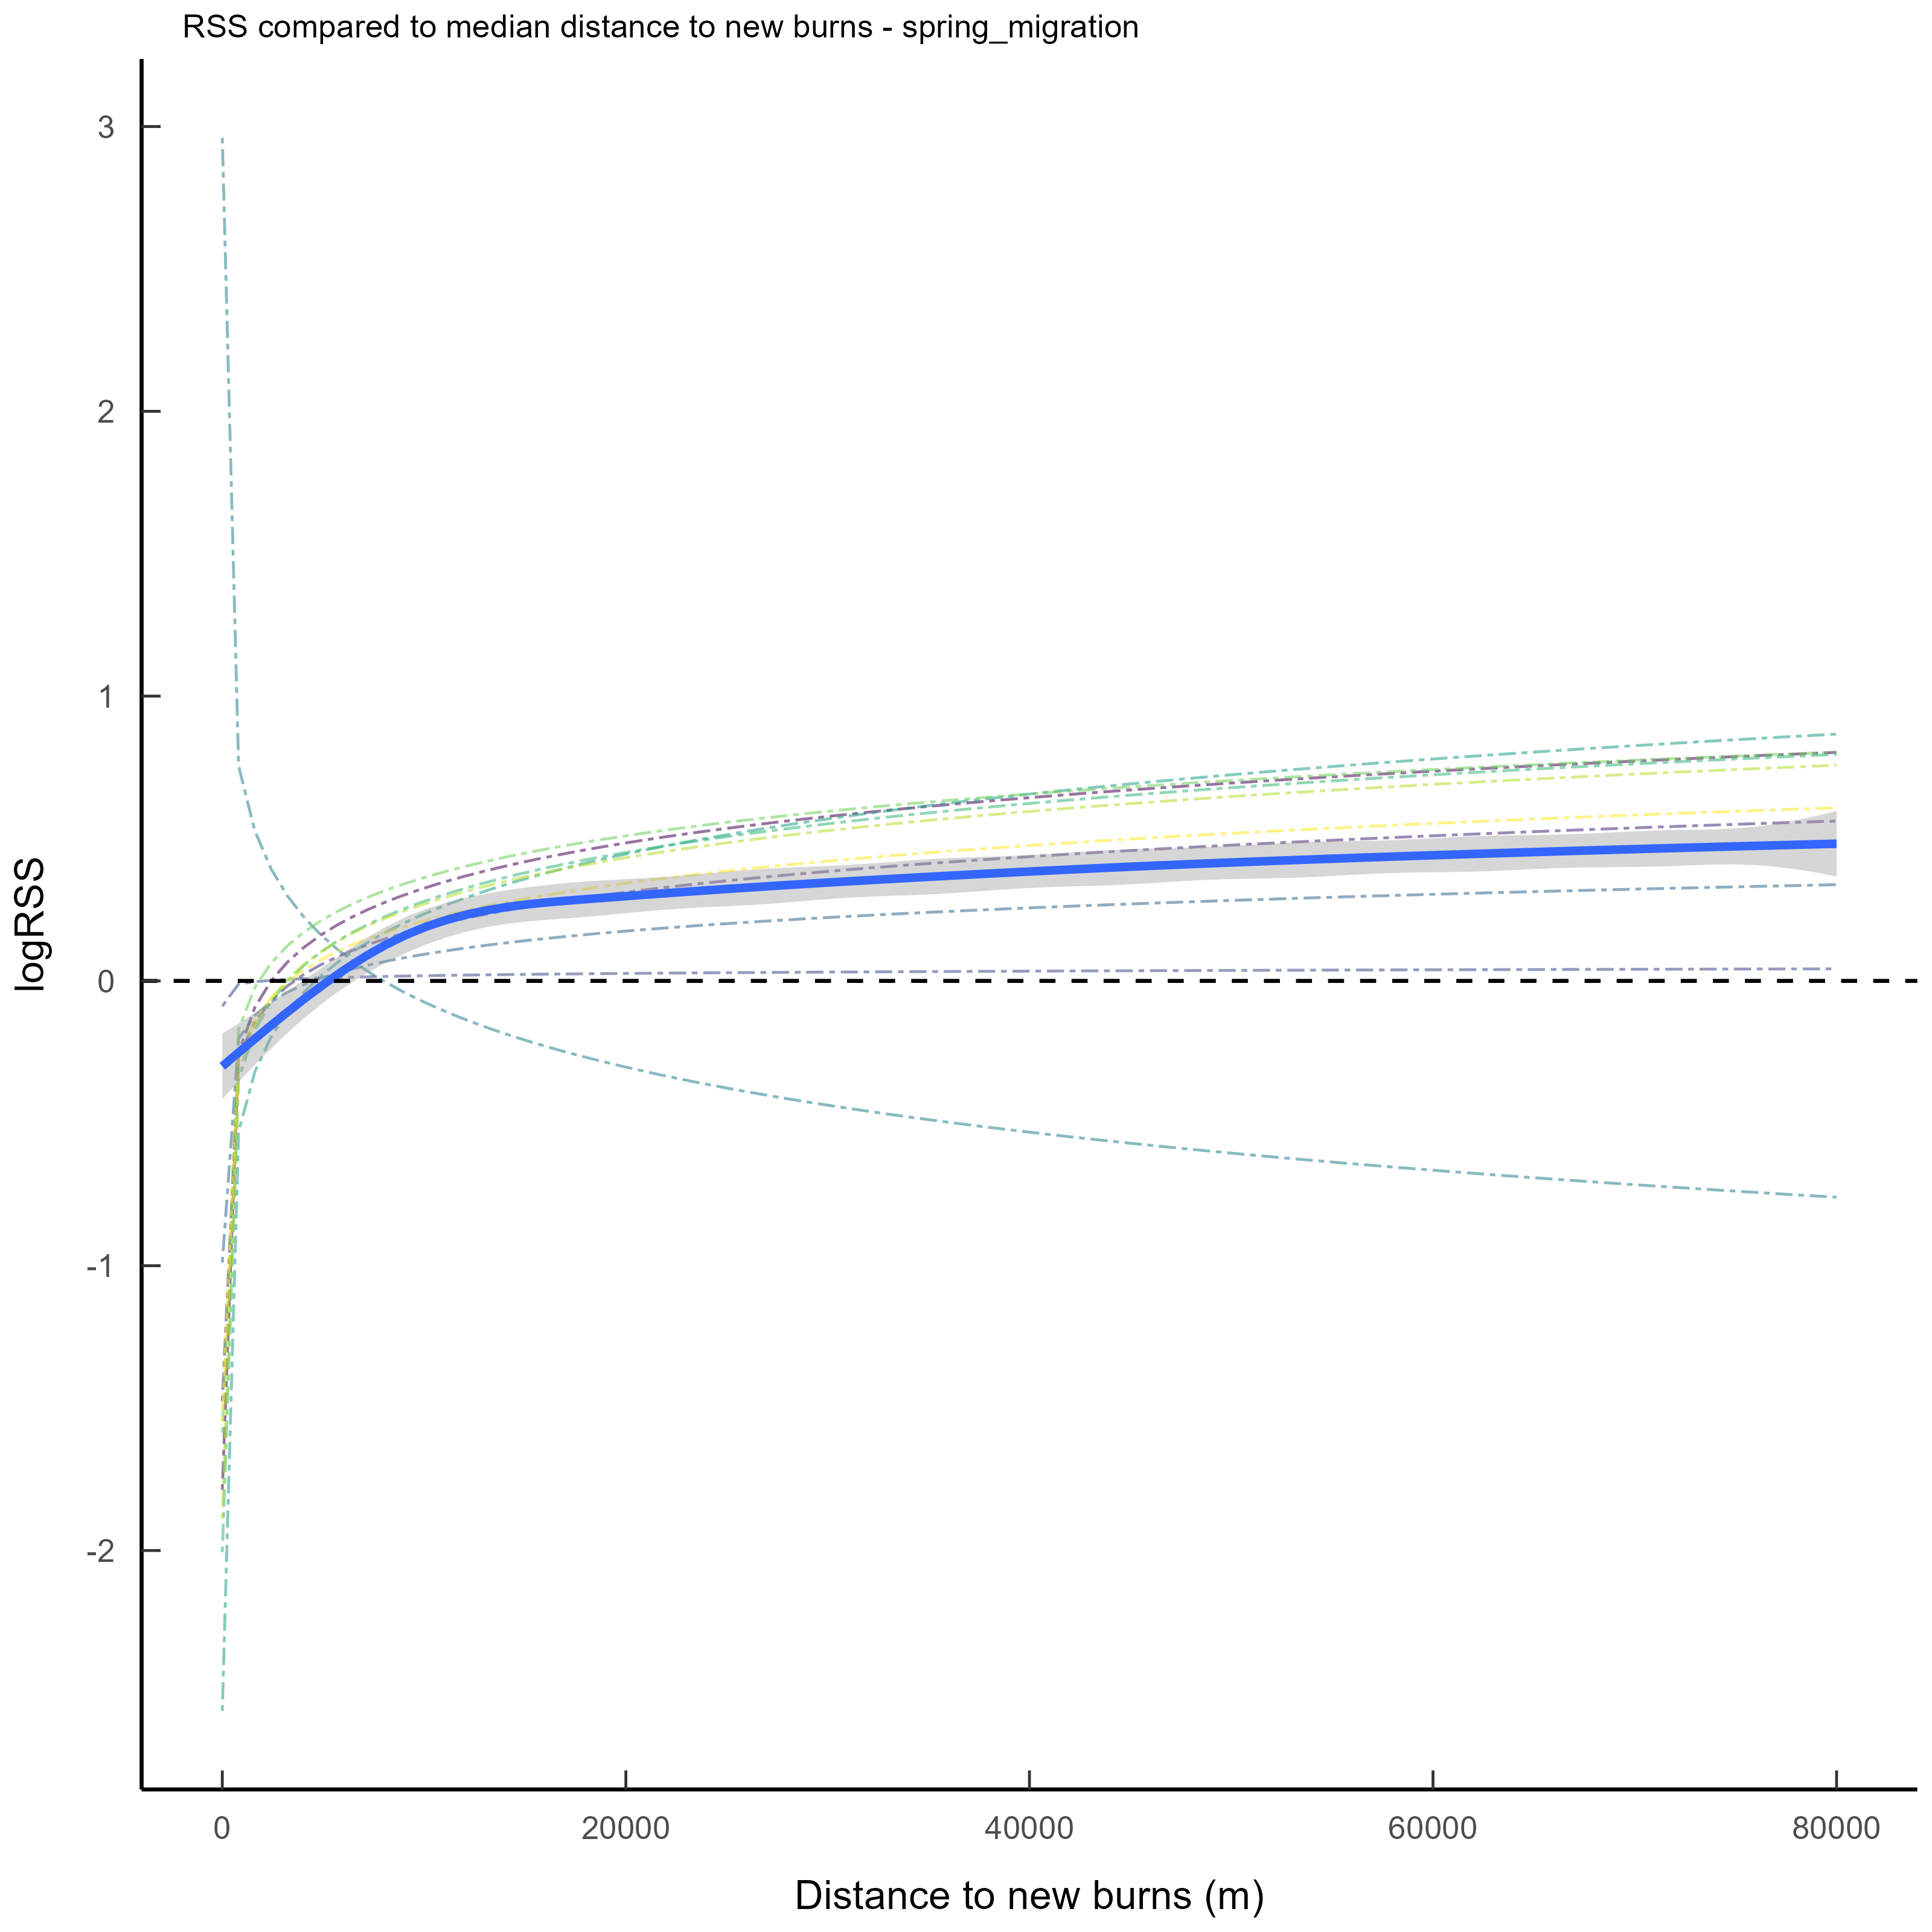 RSS compared to median distance to new burns - spring_migration
3
2
1
0
-1
-2
logRSS
0 20000 40000 60000 80000
Distance to new burns (m)